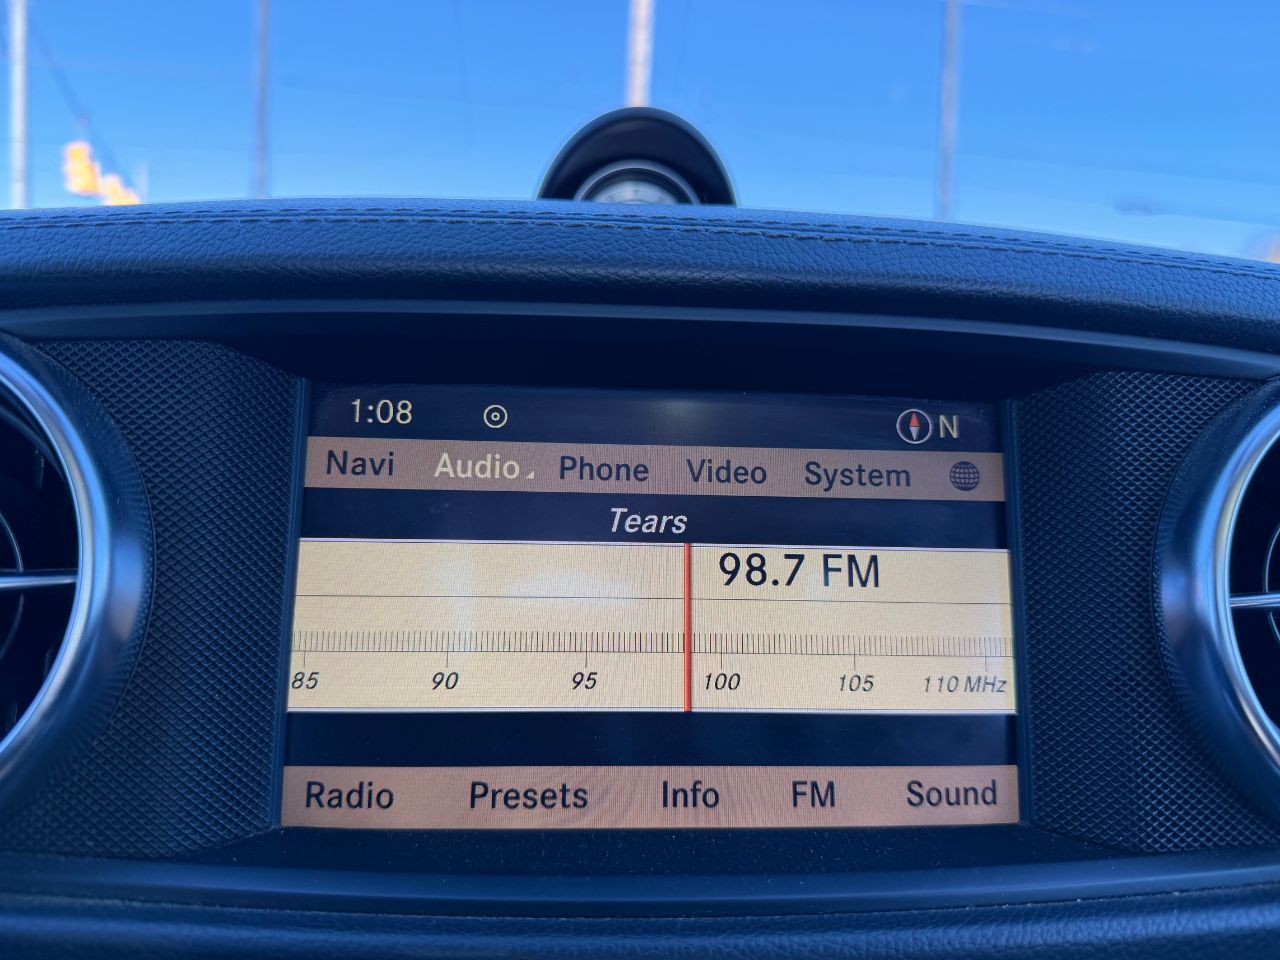 1:08 N
Navi Audio Phone Video System
Tears
98.7 FM
85 90 95 100 105 110 MHz
Radio Presets Info FM Sound